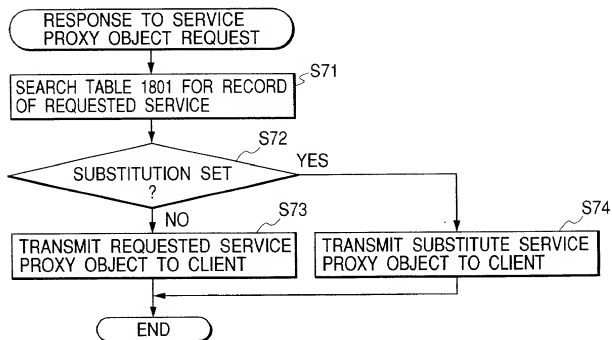 RESPONSE TO SERVICE
PROXY OBJECT REQUEST
S71
SEARCH TABLE 1801 FOR RECORD
OF REQUESTED SERVICE
S72
SUBSTITUTION SET
?
YES
NO
S73
TRANSMIT REQUESTED SERVICE
PROXY OBJECT TO CLIENT
S74
TRANSMIT SUBSTITUTE SERVICE
PROXY OBJECT TO CLIENT
END